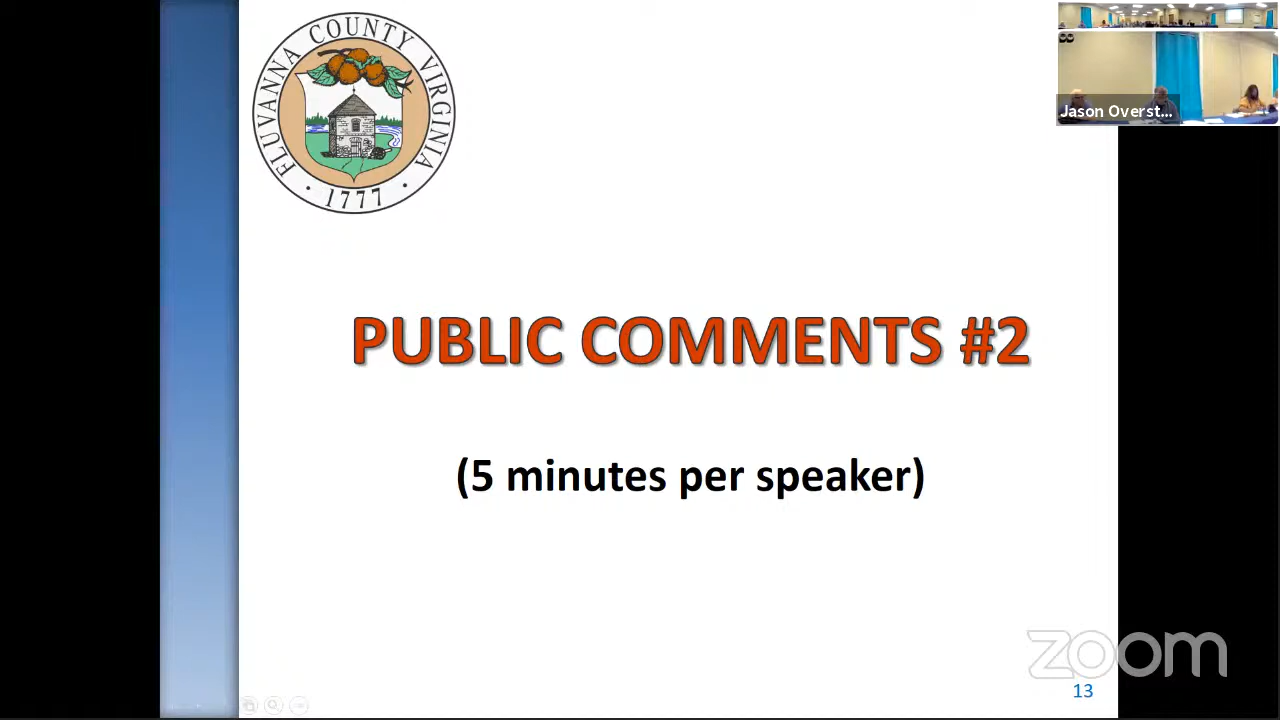 FLUVANNA COUNTY VIRGINIA
· 1777 ·
Jason Overst...
PUBLIC COMMENTS #2
(5 minutes per speaker)
zoom
13